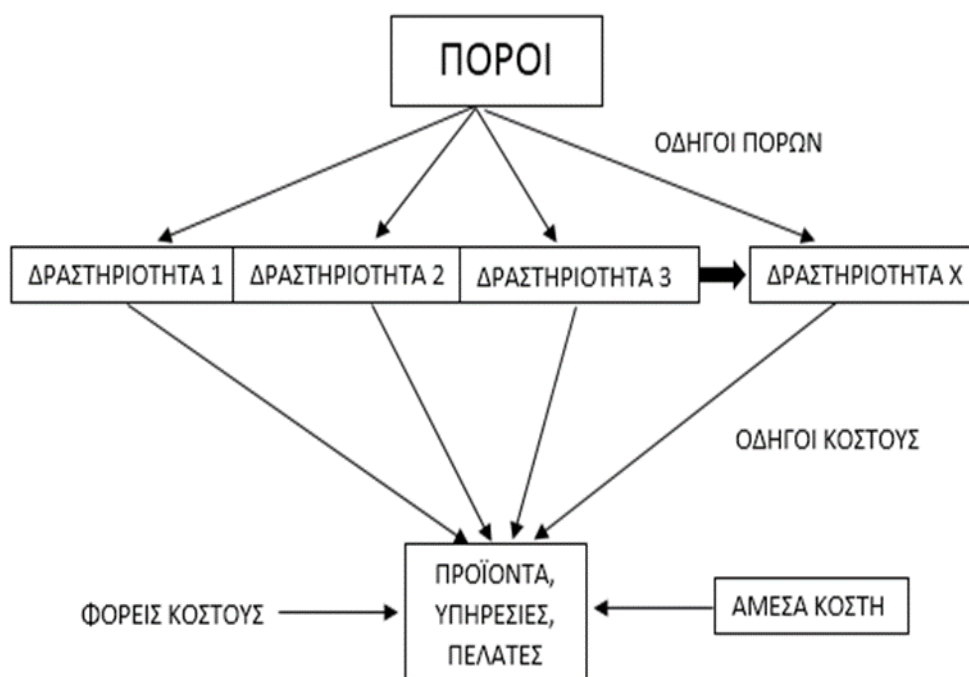 ΠΟΡΟΙ
ΟΔΗΓΟΙ ΠΟΡΩΝ
ΔΡΑΣΤΗΡΙΟΤΗΤΑ 1
ΔΡΑΣΤΗΡΙΟΤΗΤΑ 2
ΔΡΑΣΤΗΡΙΟΤΗΤΑ 3
ΔΡΑΣΤΗΡΙΟΤΗΤΑ Χ
ΟΔΗΓΟΙ ΚΟΣΤΟΥΣ
ΦΟΡΕΙΣ ΚΟΣΤΟΥΣ
ΠΡΟΪΟΝΤΑ,
ΥΠΗΡΕΣΙΕΣ,
ΠΕΛΑΤΕΣ
ΑΜΕΣΑ ΚΟΣΤΗ